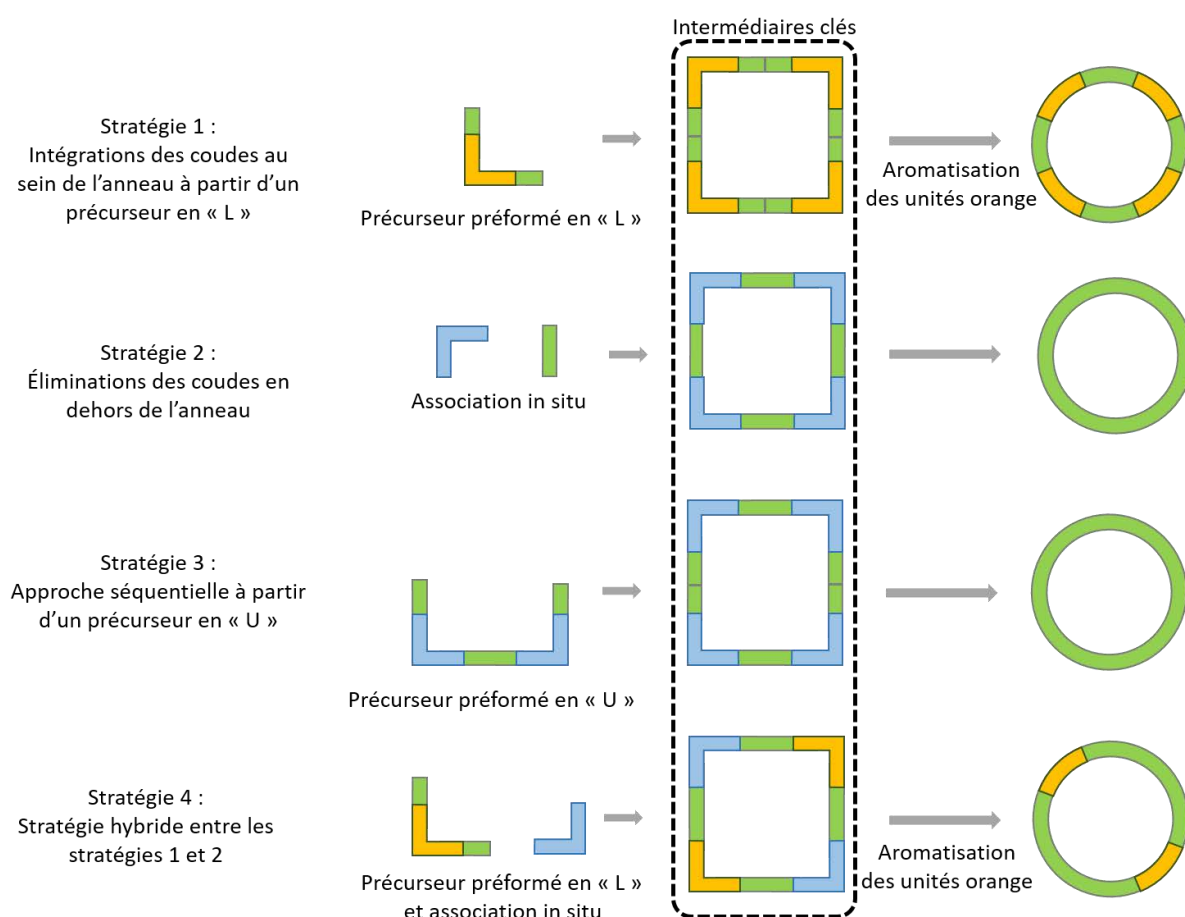 Intermédiaires clés
Stratégie 1 :
Intégrations des coudes au
sein de l’anneau à partir d’un
précurseur en « L »
Précurseur préformé en « L »
Aromatisation
des unités orange
Stratégie 2 :
Éliminations des coudes en
dehors de l’anneau
Association in situ
Stratégie 3 :
Approche séquentielle à partir
d’un précurseur en « U »
Précurseur préformé en « U »
Stratégie 4 :
Stratégie hybride entre les
stratégies 1 et 2
Précurseur préformé en « L »
et association in situ
Aromatisation
des unités orange